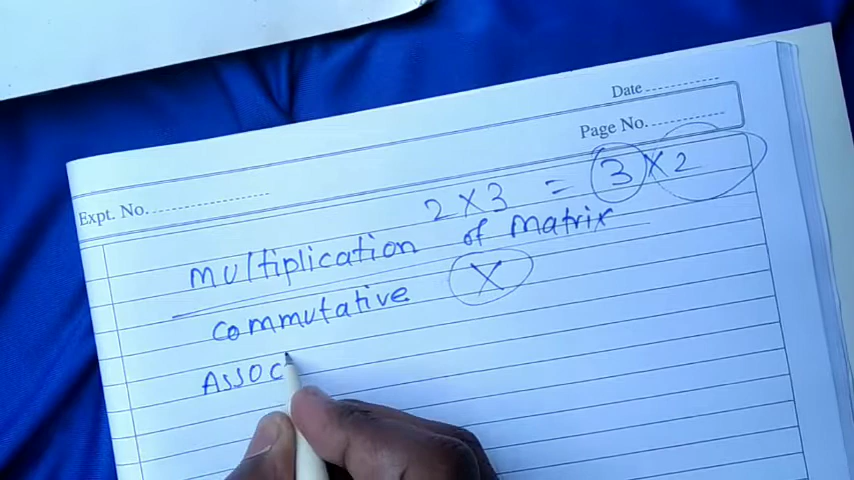 Date
Page No.
Expt. No.
2 X 3 = 3 X 2
Multiplication of Matrix
Commutative X
Assoc